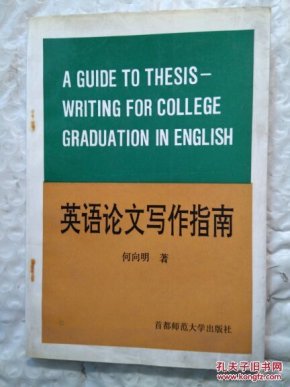 A GUIDE TO THESIS—
WRITING FOR COLLEGE
GRADUATION IN ENGLISH
英语论文写作指南
何向明 著
首都师范大学出版社
孔夫子旧书网